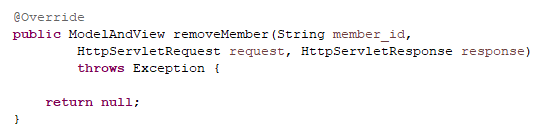 @Override
public ModelAndView removeMember(String member_id,
        HttpServletRequest request, HttpServletResponse response)
        throws Exception {
    return null;
}